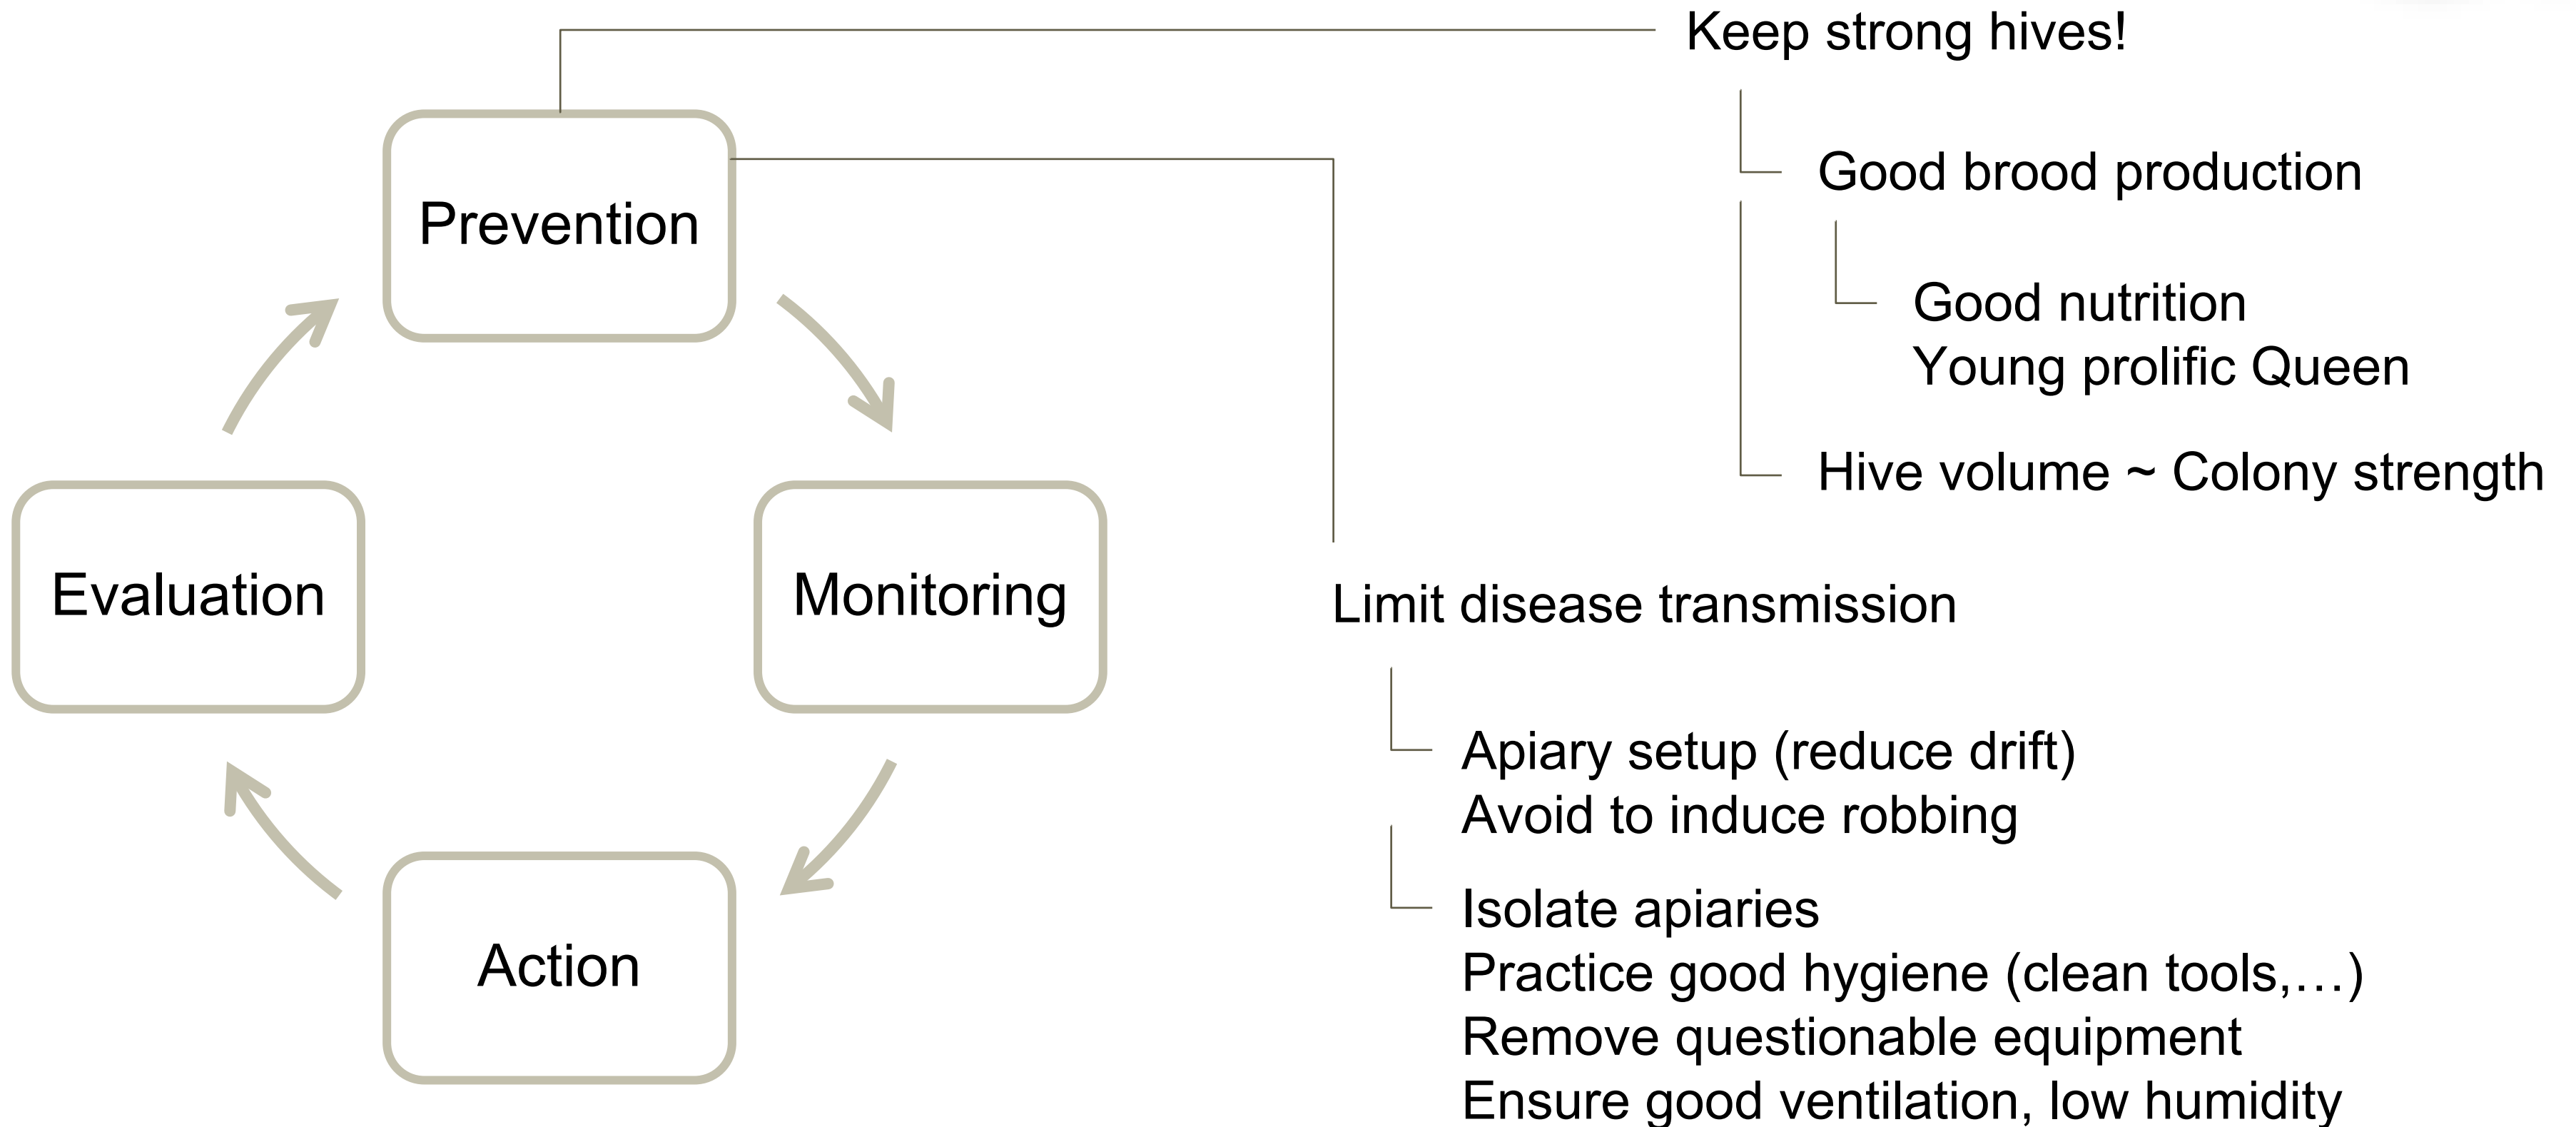 Keep strong hives!
Good brood production
Good nutrition
Young prolific Queen
Hive volume ~ Colony strength
Prevention
Monitoring
Action
Evaluation
Limit disease transmission
Apiary setup (reduce drift)
Avoid to induce robbing
Isolate apiaries
Practice good hygiene (clean tools,…)
Remove questionable equipment
Ensure good ventilation, low humidity